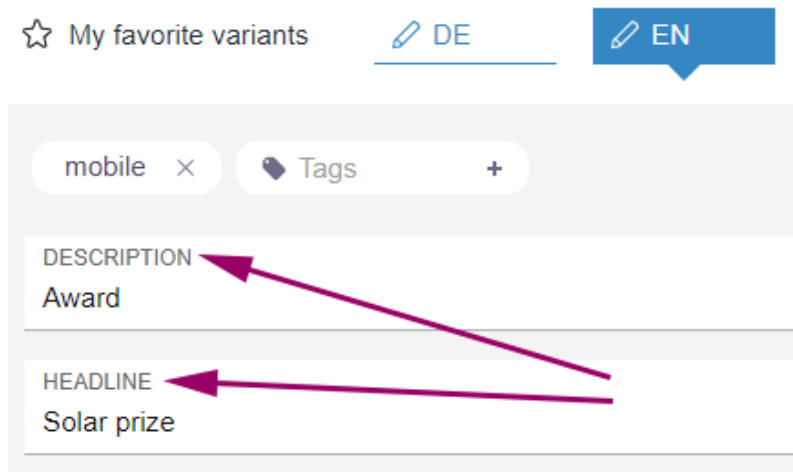 My favorite variants DE EN
mobile × Tags +
DESCRIPTION
Award
HEADLINE
Solar prize